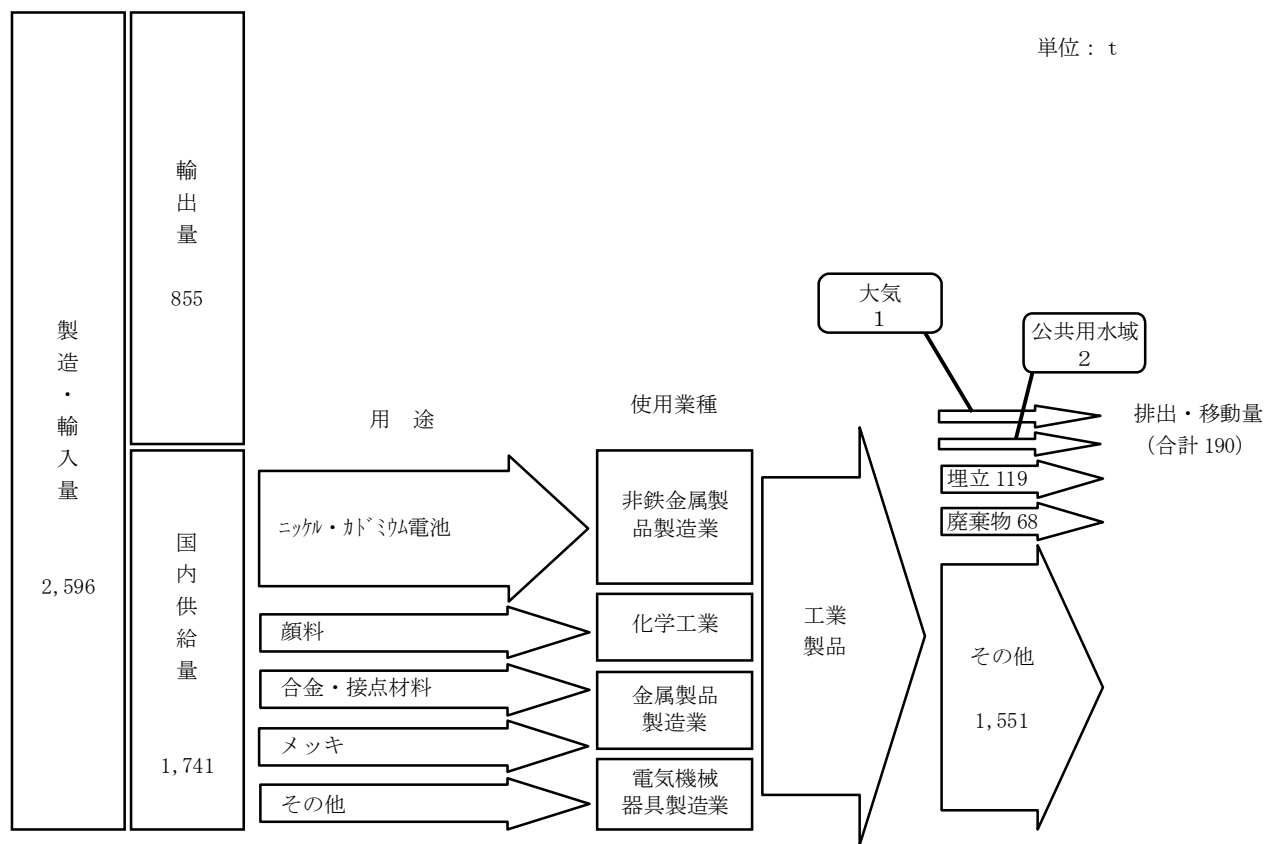 単位：t
輸出量
855
製造・輸入量
2,596
国内供給量
1,741
用　途
ﾆｯｹﾙ・ｶﾄﾞﾐｳﾑ電池
顔料
合金・接点材料
メッキ
その他
使用業種
非鉄金属製
品製造業
化学工業
金属製品
製造業
電気機械
器具製造業
工業
製品
大気
1
公共用水域
2
埋立 119
廃棄物 68
その他
1,551
排出・移動量
（合計 190）